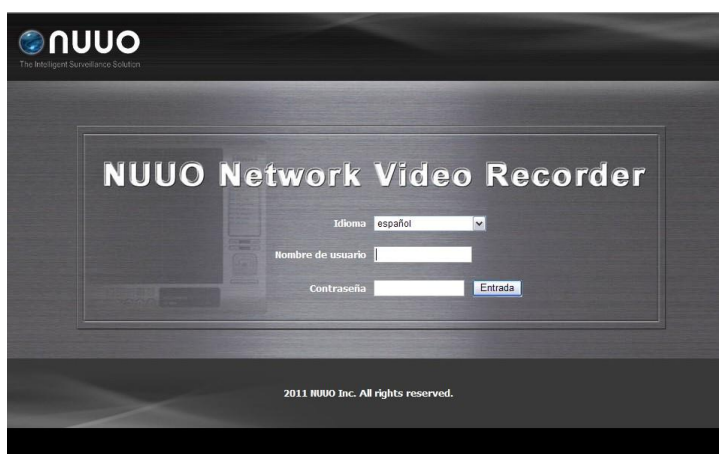 NUUO
The Intelligent Surveillance Solution
NUUO Network Video Recorder
Idioma español
Nombre de usuario
Contraseña Entrada
2011 NUUO Inc. All rights reserved.